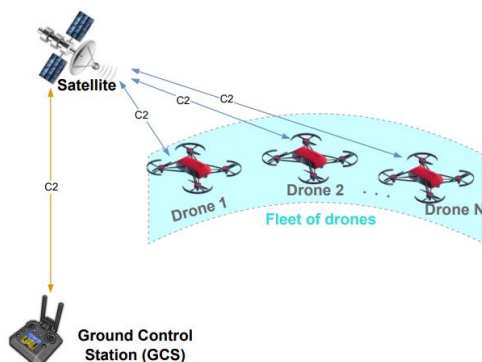 Satellite
C2
C2
C2
C2
Drone 1
Drone 2
. . .
Drone N
Fleet of drones
Ground Control
Station (GCS)